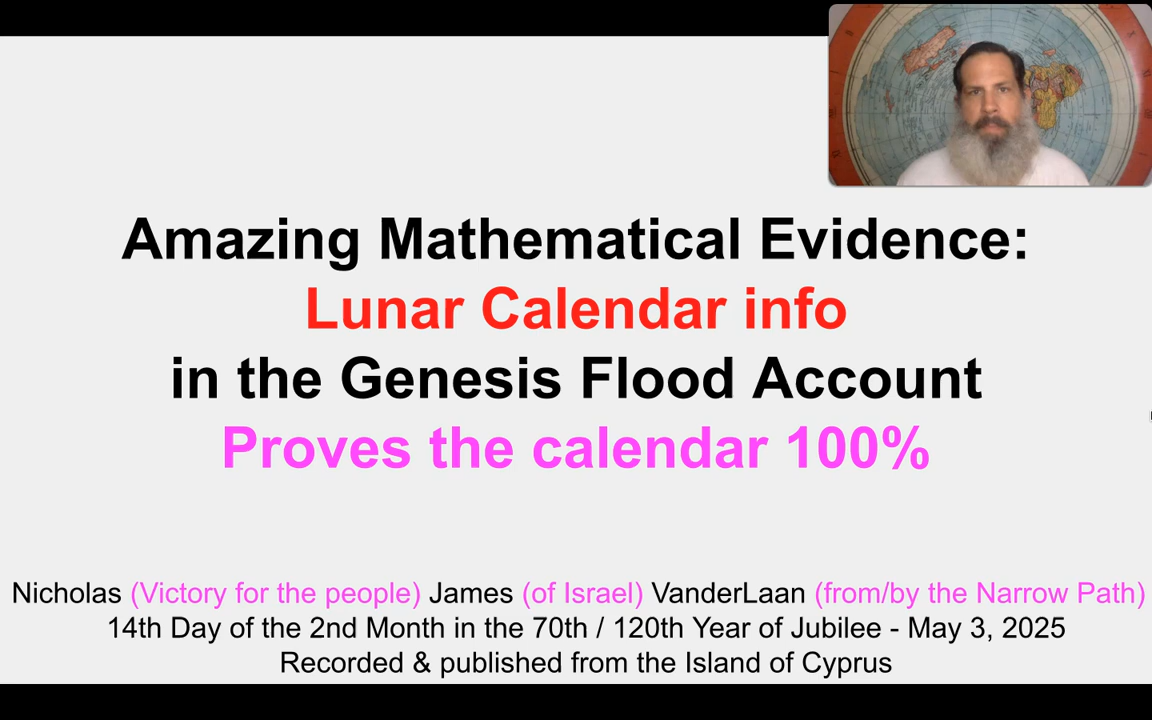 Amazing Mathematical Evidence:
Lunar Calendar info
in the Genesis Flood Account
Proves the calendar 100%
Nicholas (Victory for the people) James (of Israel) VanderLaan (from/by the Narrow Path)
14th Day of the 2nd Month in the 70th / 120th Year of Jubilee - May 3, 2025
Recorded & published from the Island of Cyprus